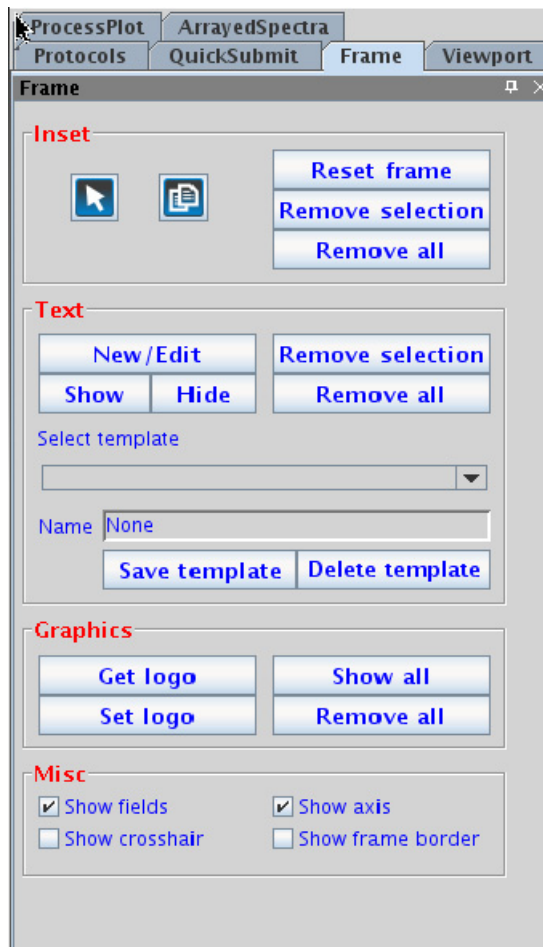 ProcessPlot ArrayedSpectra
Protocols QuickSubmit Frame Viewport
Frame
Inset
Reset frame
Remove selection
Remove all
Text
New/Edit Remove selection
Show Hide Remove all
Select template
Name None
Save template Delete template
Graphics
Get logo Show all
Set logo Remove all
Misc
Show fields Show axis
Show crosshair Show frame border